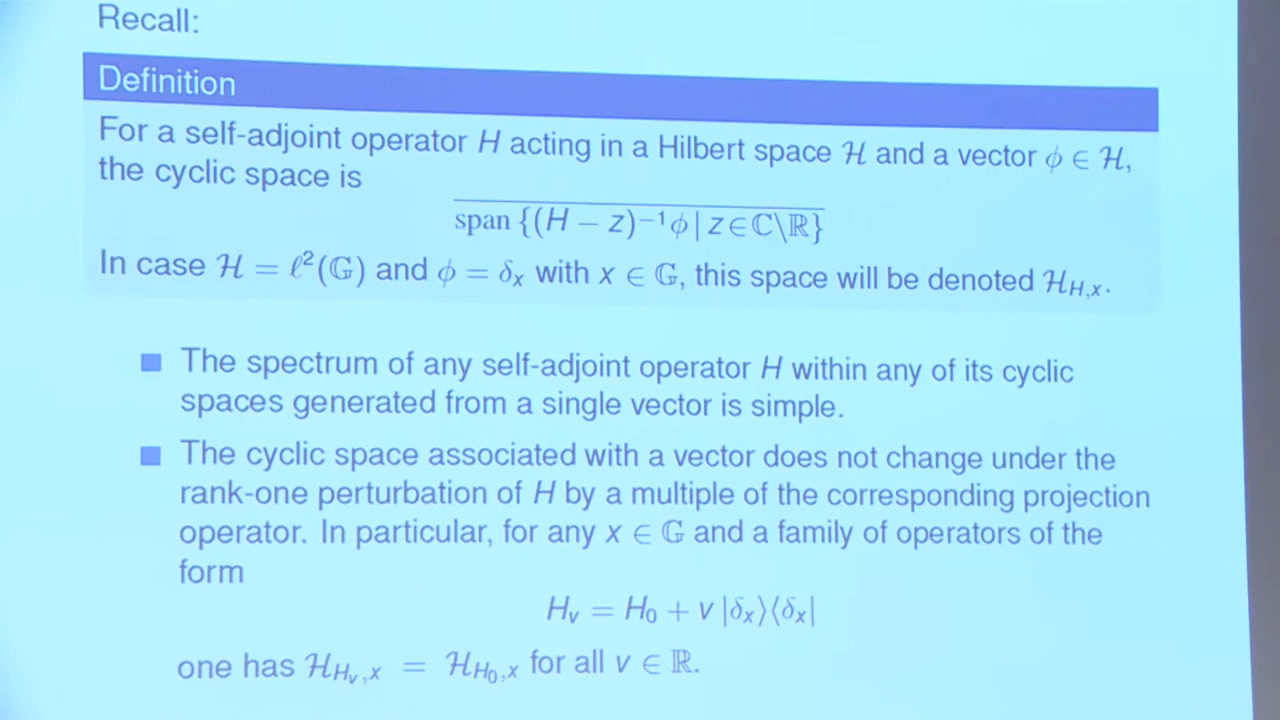 Recall:
Definition
For a self-adjoint operator H acting in a Hilbert space ℋ and a vector ϕ ∈ ℋ,
the cyclic space is
span {(H − z)⁻¹ϕ | z∈ℂ\ℝ}
In case ℋ = ℓ²(𝔾) and ϕ = δₓ with x ∈ 𝔾, this space will be denoted ℋ_{H,x}.
The spectrum of any self-adjoint operator H within any of its cyclic
spaces generated from a single vector is simple.
The cyclic space associated with a vector does not change under the
rank-one perturbation of H by a multiple of the corresponding projection
operator. In particular, for any x ∈ 𝔾 and a family of operators of the
form
H_v = H₀ + v |δₓ⟩⟨δₓ|
one has ℋ_{H_v,x} = ℋ_{H₀,x} for all v ∈ ℝ.